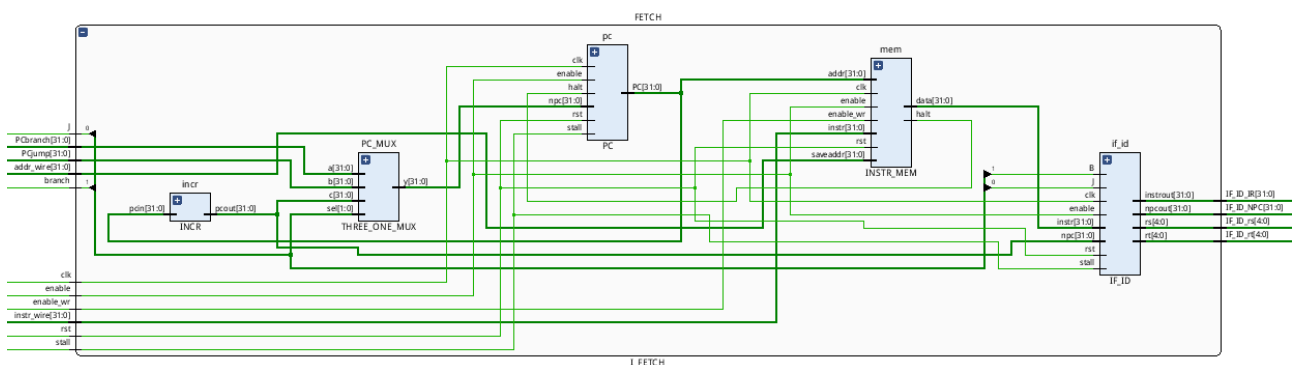 FETCH
J
0
PCbranch[31:0]
PCjump[31:0]
addr_wire[31:0]
branch
1
incr
pcin[31:0]
pcout[31:0]
INCR
PC_MUX
a[31:0]
b[31:0]
c[31:0]
sel[1:0]
y[31:0]
THREE_ONE_MUX
pc
clk
enable
halt
npc[31:0]
rst
stall
PC[31:0]
PC
mem
addr[31:0]
clk
enable
enable_wr
instr[31:0]
rst
saveaddr[31:0]
data[31:0]
halt
INSTR_MEM
if_id
1
0
B
J
clk
enable
instr[31:0]
npc[31:0]
rst
stall
instrout[31:0]
npcout[31:0]
rs[4:0]
rt[4:0]
IF_ID
IF_ID_IR[31:0]
IF_ID_NPC[31:0]
IF_ID_rs[4:0]
IF_ID_rt[4:0]
clk
enable
enable_wr
instr_wire[31:0]
rst
stall
I_FETCH